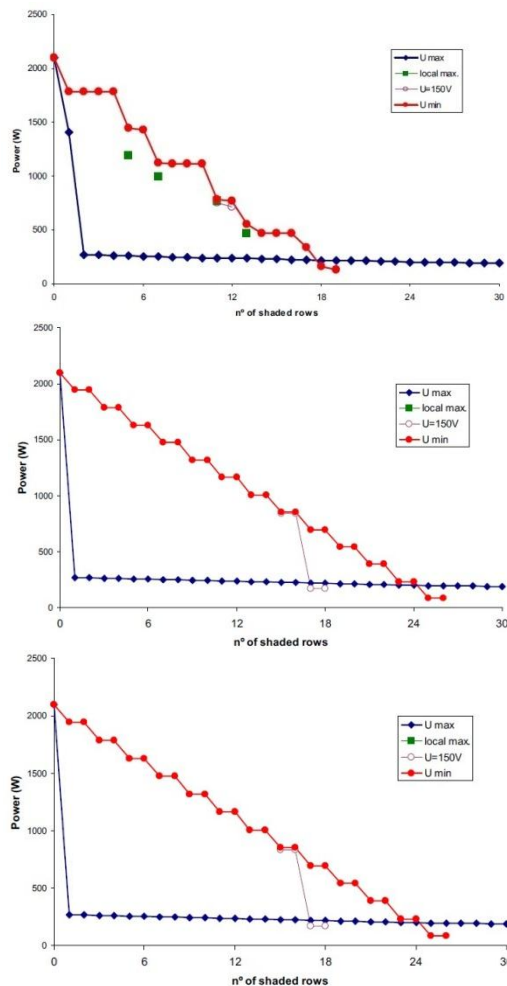 2500
2000
1500
1000
500
0
Power (W)
0 6 12 18 24 30
nº of shaded rows
U max
local max.
U=150V
U min
2500
2000
1500
1000
500
0
Power (W)
0 6 12 18 24 30
nº of shaded rows
U max
local max.
U=150V
U min
2500
2000
1500
1000
500
0
Power (W)
0 6 12 18 24 30
nº of shaded rows
U max
local max.
U=150V
U min